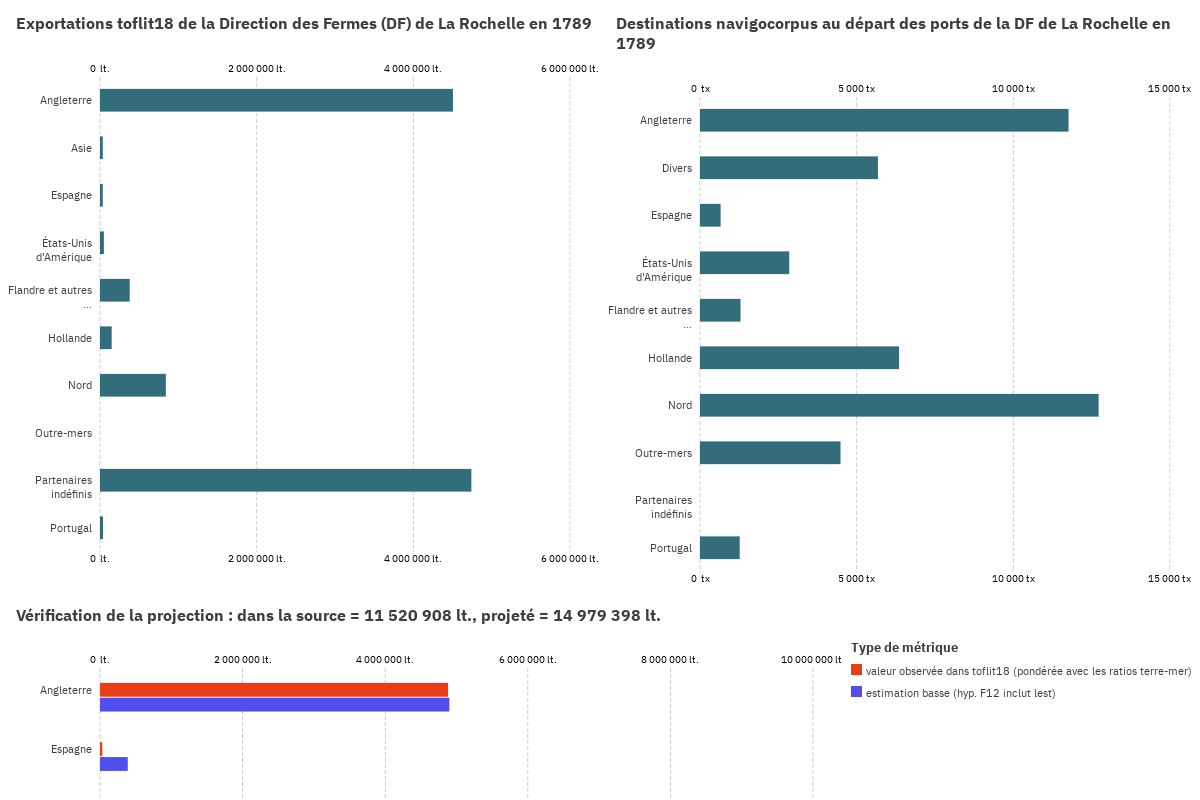 Exportations toflit18 de la Direction des Fermes (DF) de La Rochelle en 1789
0 lt.
2 000 000 lt.
4 000 000 lt.
6 000 000 lt.
Angleterre
Asie
Espagne
États-Unis
d'Amérique
Flandre et autres
...
Hollande
Nord
Outre-mers
Partenaires
indéfinis
Portugal
0 lt.
2 000 000 lt.
4 000 000 lt.
6 000 000 lt.
Destinations navigocorpus au départ des ports de la DF de La Rochelle en
1789
0 tx
5 000 tx
10 000 tx
15 000 tx
Angleterre
Divers
Espagne
États-Unis
d'Amérique
Flandre et autres
...
Hollande
Nord
Outre-mers
Partenaires
indéfinis
Portugal
0 tx
5 000 tx
10 000 tx
15 000 tx
Vérification de la projection : dans la source = 11 520 908 lt., projeté = 14 979 398 lt.
0 lt.
2 000 000 lt.
4 000 000 lt.
6 000 000 lt.
8 000 000 lt.
10 000 000 lt
Angleterre
Espagne
Type de métrique
valeur observée dans toflit18 (pondérée avec les ratios terre-mer)
estimation basse (hyp. F12 inclut lest)